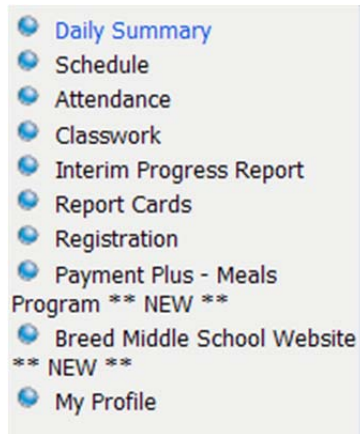 Daily Summary
Schedule
Attendance
Classwork
Interim Progress Report
Report Cards
Registration
Payment Plus - Meals
Program ** NEW **
Breed Middle School Website
** NEW **
My Profile